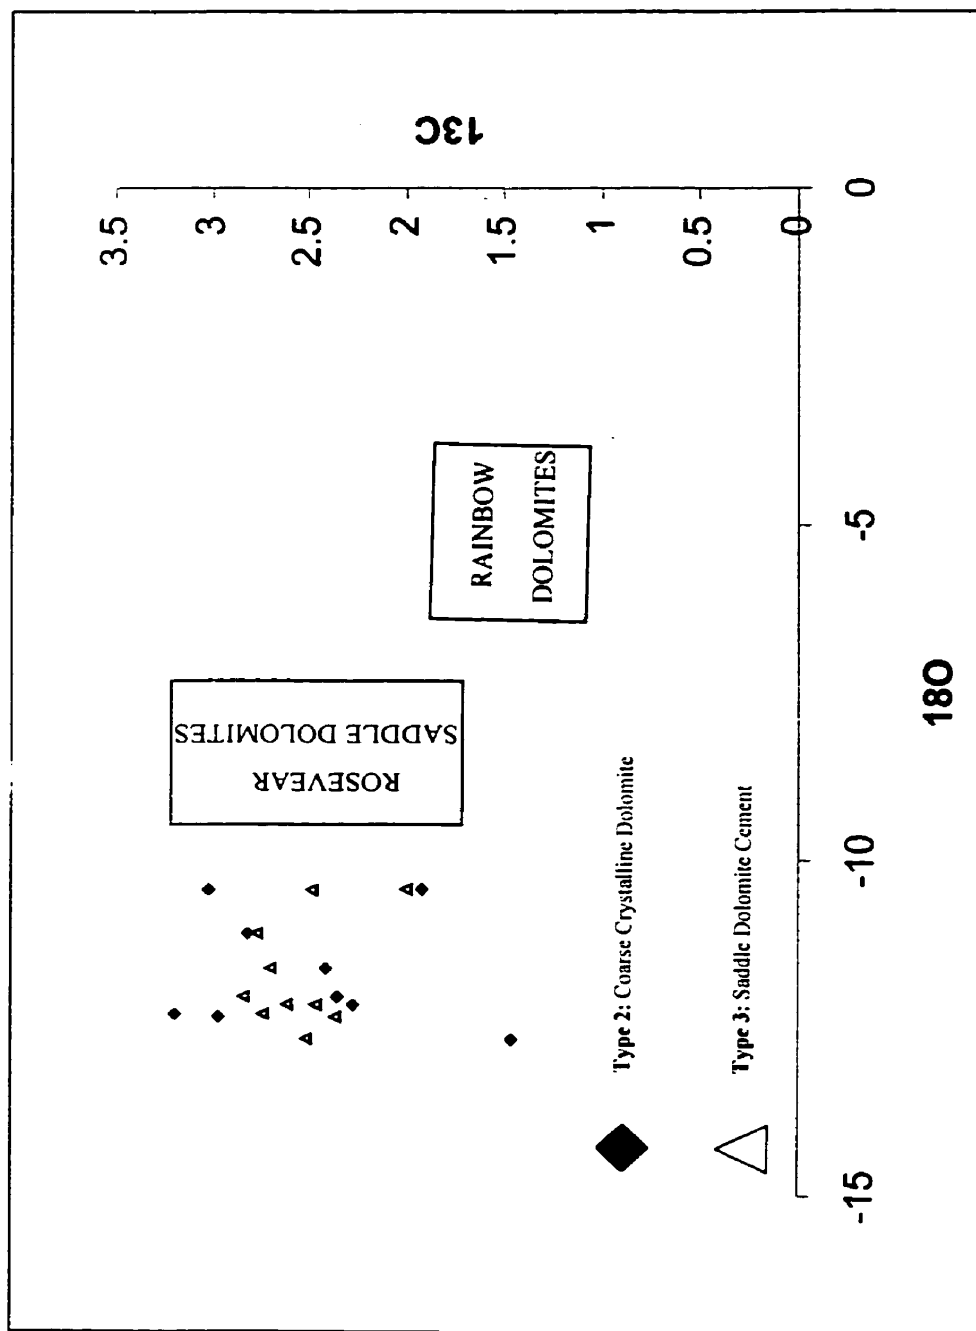 13C
3.5
3
2.5
2
1.5
1
0.5
0
0
-5
-10
-15
18O
ROSEVEAR
SADDLE DOLOMITES
RAINBOW
DOLOMITES
Type 2: Coarse Crystalline Dolomite
Type 3: Saddle Dolomite Cement